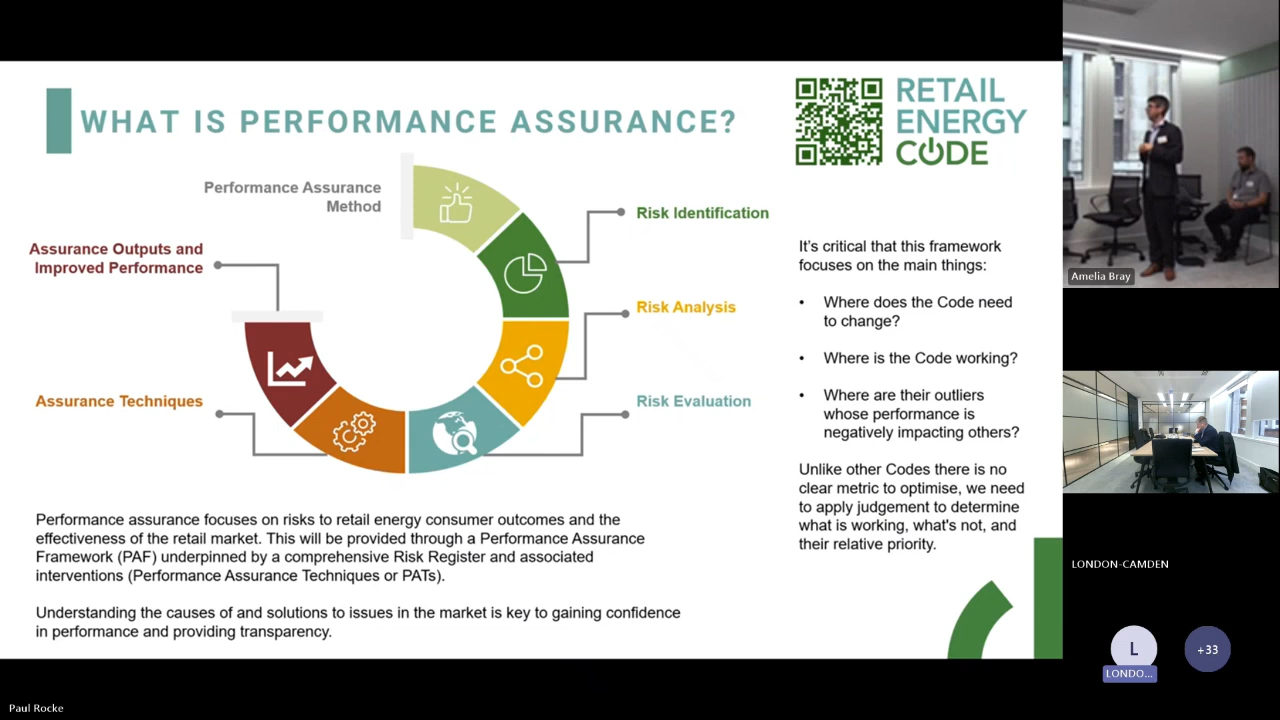 WHAT IS PERFORMANCE ASSURANCE?
RETAIL
ENERGY
CODE
Performance Assurance
Method
Assurance Outputs and
Improved Performance
Assurance Techniques
Risk Identification
Risk Analysis
Risk Evaluation
It's critical that this framework
focuses on the main things:
• Where does the Code need
to change?
• Where is the Code working?
• Where are their outliers
whose performance is
negatively impacting others?
Unlike other Codes there is no
clear metric to optimise, we need
to apply judgement to determine
what is working, what's not, and
their relative priority.
Performance assurance focuses on risks to retail energy consumer outcomes and the
effectiveness of the retail market. This will be provided through a Performance Assurance
Framework (PAF) underpinned by a comprehensive Risk Register and associated
interventions (Performance Assurance Techniques or PATs).
Understanding the causes of and solutions to issues in the market is key to gaining confidence
in performance and providing transparency.
Amelia Bray
LONDON-CAMDEN
L
LONDO...
+33
Paul Rocke